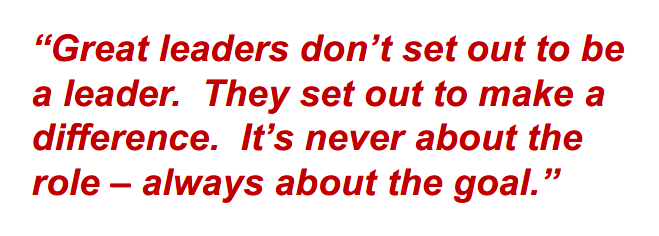 “Great leaders don’t set out to be
a leader.  They set out to make a
difference.  It’s never about the
role – always about the goal.”